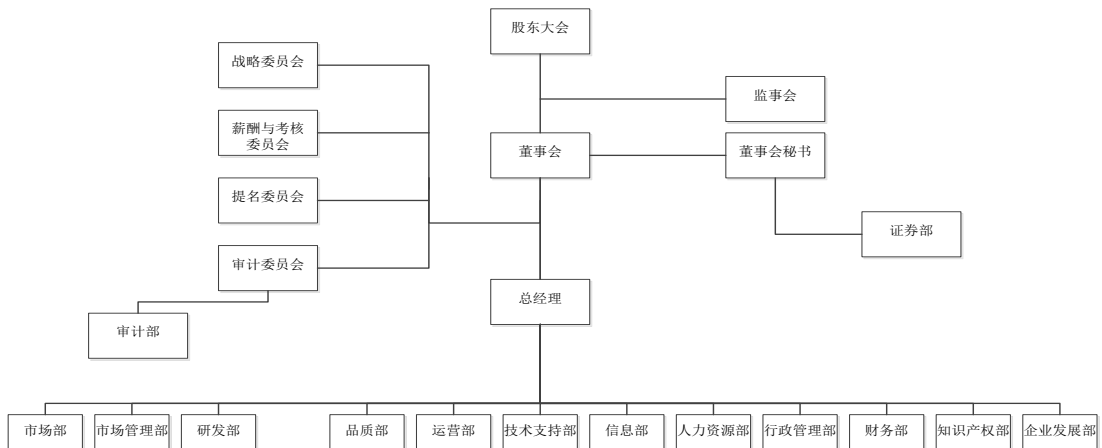 股东大会
战略委员会
监事会
薪酬与考核
委员会
董事会
董事会秘书
提名委员会
证券部
审计委员会
总经理
审计部
市场部
市场管理部
研发部
品质部
运营部
技术支持部
信息部
人力资源部
行政管理部
财务部
知识产权部
企业发展部